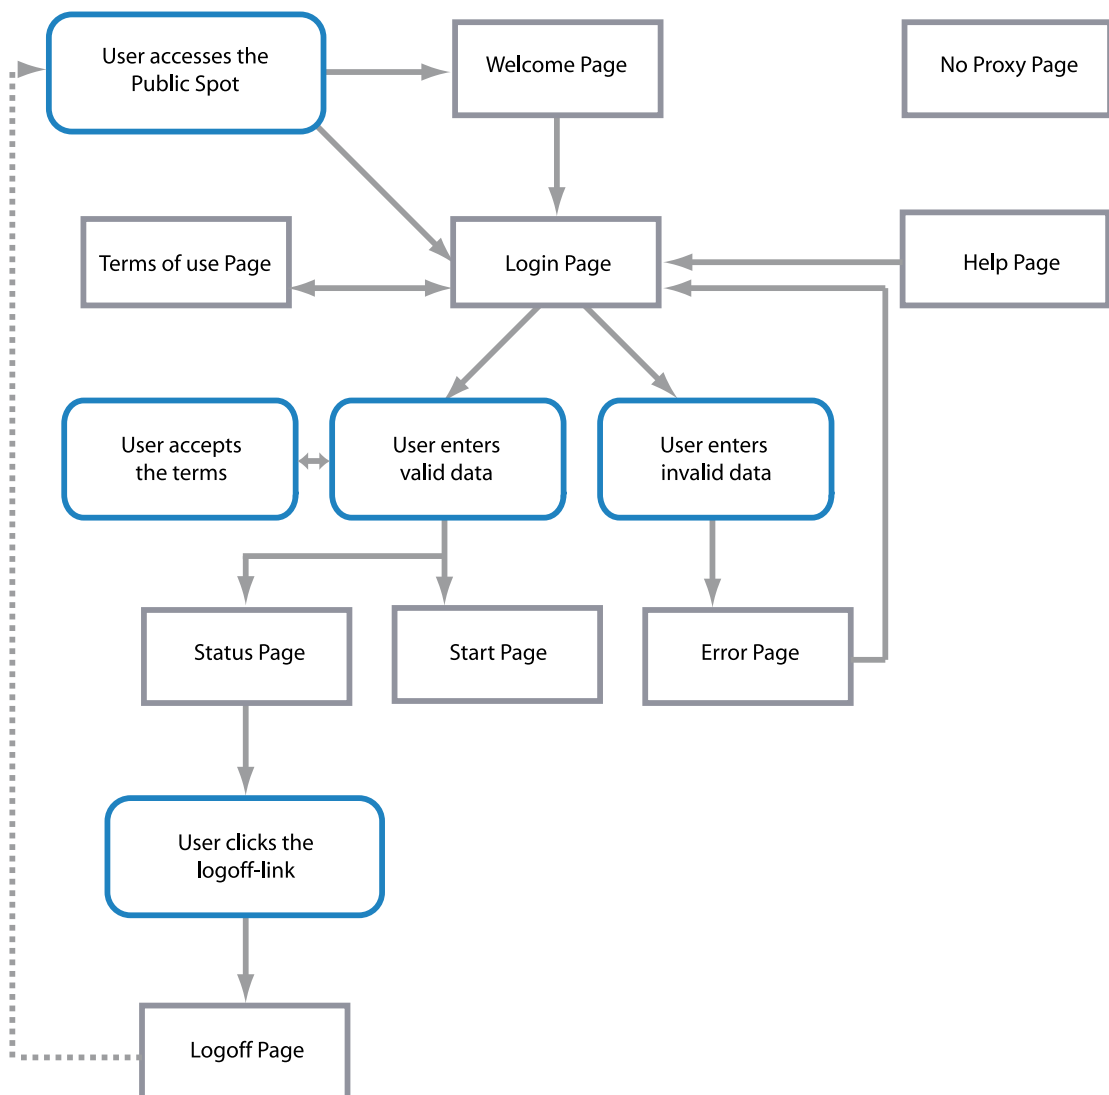 User accesses the
Public Spot
Welcome Page
No Proxy Page
Terms of use Page
Login Page
Help Page
User accepts
the terms
User enters
valid data
User enters
invalid data
Status Page
Start Page
Error Page
User clicks the
logoff-link
Logoff Page